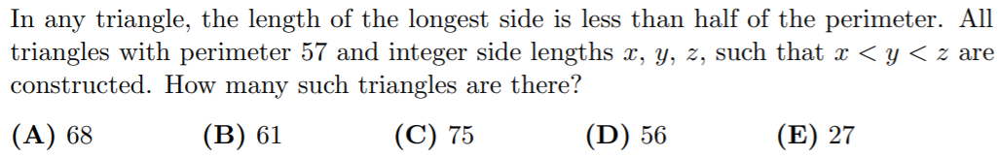 In any triangle, the length of the longest side is less than half of the perimeter. All
triangles with perimeter 57 and integer side lengths x, y, z, such that x < y < z are
constructed. How many such triangles are there?
(A) 68 (B) 61 (C) 75 (D) 56 (E) 27